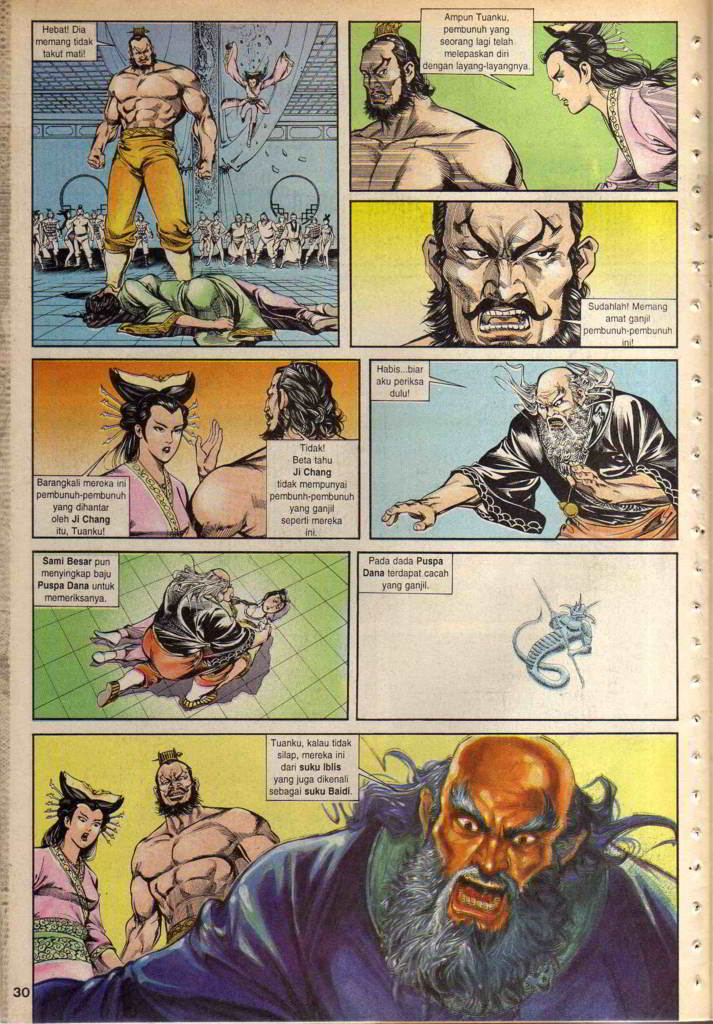 Hebat! Dia
memang tidak
takut mati!
Ampun Tuanku,
pembunuh yang
seorang lagi telah
melepaskan diri
dengan layang-layangnya.
Sudahlah! Memang
amat ganjil
pembunuh-pembunuh
ini!
Barangkali mereka ini
pembunuh-pembunuh
yang dihantar
oleh Ji Chang
itu, Tuanku!
Tidak!
Beta tahu
Ji Chang
tidak mempunyai
pembunh-pembunuh
yang ganjil
seperti mereka
ini.
Habis...biar
aku periksa
dulu!
Sami Besar pun
menyingkap baju
Puspa Dana untuk
memeriksanya.
Pada dada Puspa
Dana terdapat cacah
yang ganjil.
Tuanku, kalau tidak
silap, mereka ini
dari suku Iblis
yang juga dikenali
sebagai suku Baidi.
30